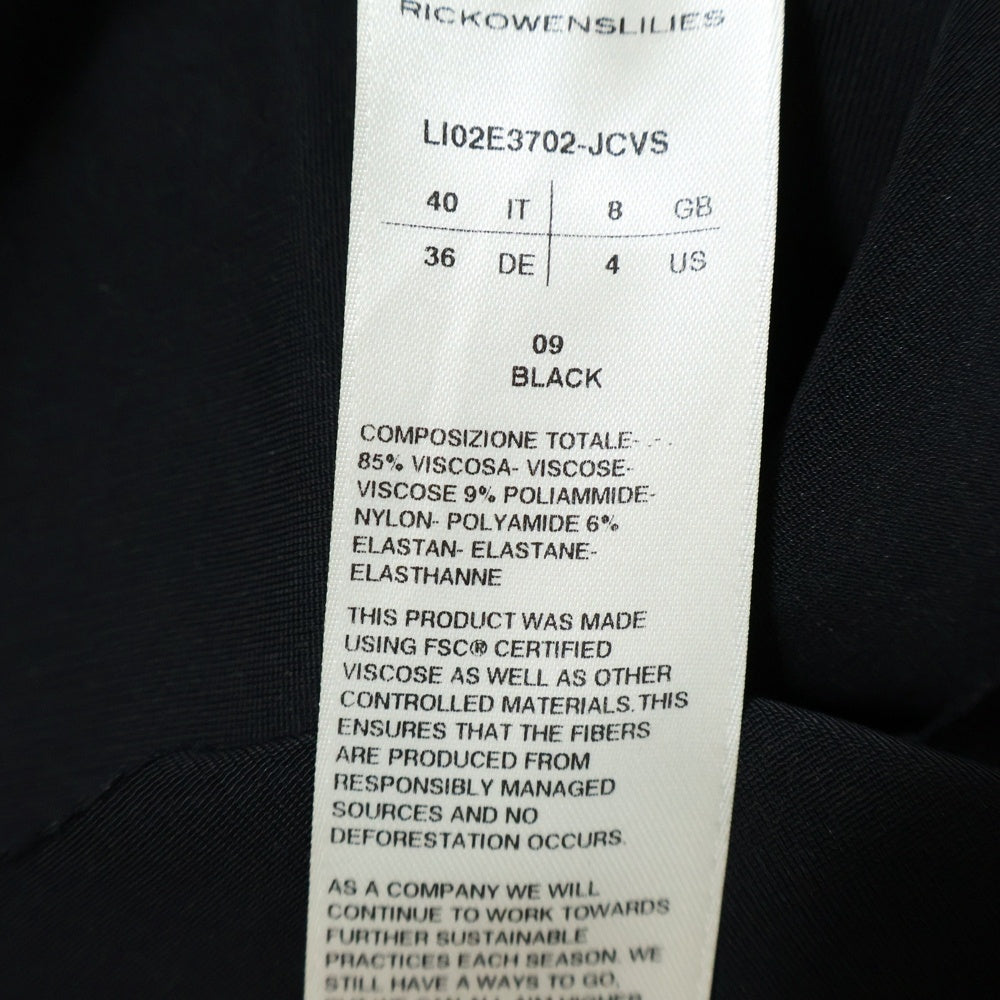 RICKOWENSLILIES
LI02E3702-JCVS
40 IT 8 GB
36 DE 4 US
09
BLACK
COMPOSIZIONE TOTALE- - -
85% VISCOSA- VISCOSE-
VISCOSE 9% POLIAMMIDE-
NYLON- POLYAMIDE 6%
ELASTAN- ELASTANE-
ELASTHANNE
THIS PRODUCT WAS MADE
USING FSC® CERTIFIED
VISCOSE AS WELL AS OTHER
CONTROLLED MATERIALS. THIS
ENSURES THAT THE FIBERS
ARE PRODUCED FROM
RESPONSIBLY MANAGED
SOURCES AND NO
DEFORESTATION OCCURS.
AS A COMPANY WE WILL
CONTINUE TO WORK TOWARDS
FURTHER SUSTAINABLE
PRACTICES EACH SEASON. WE
STILL HAVE A WAYS TO GO,